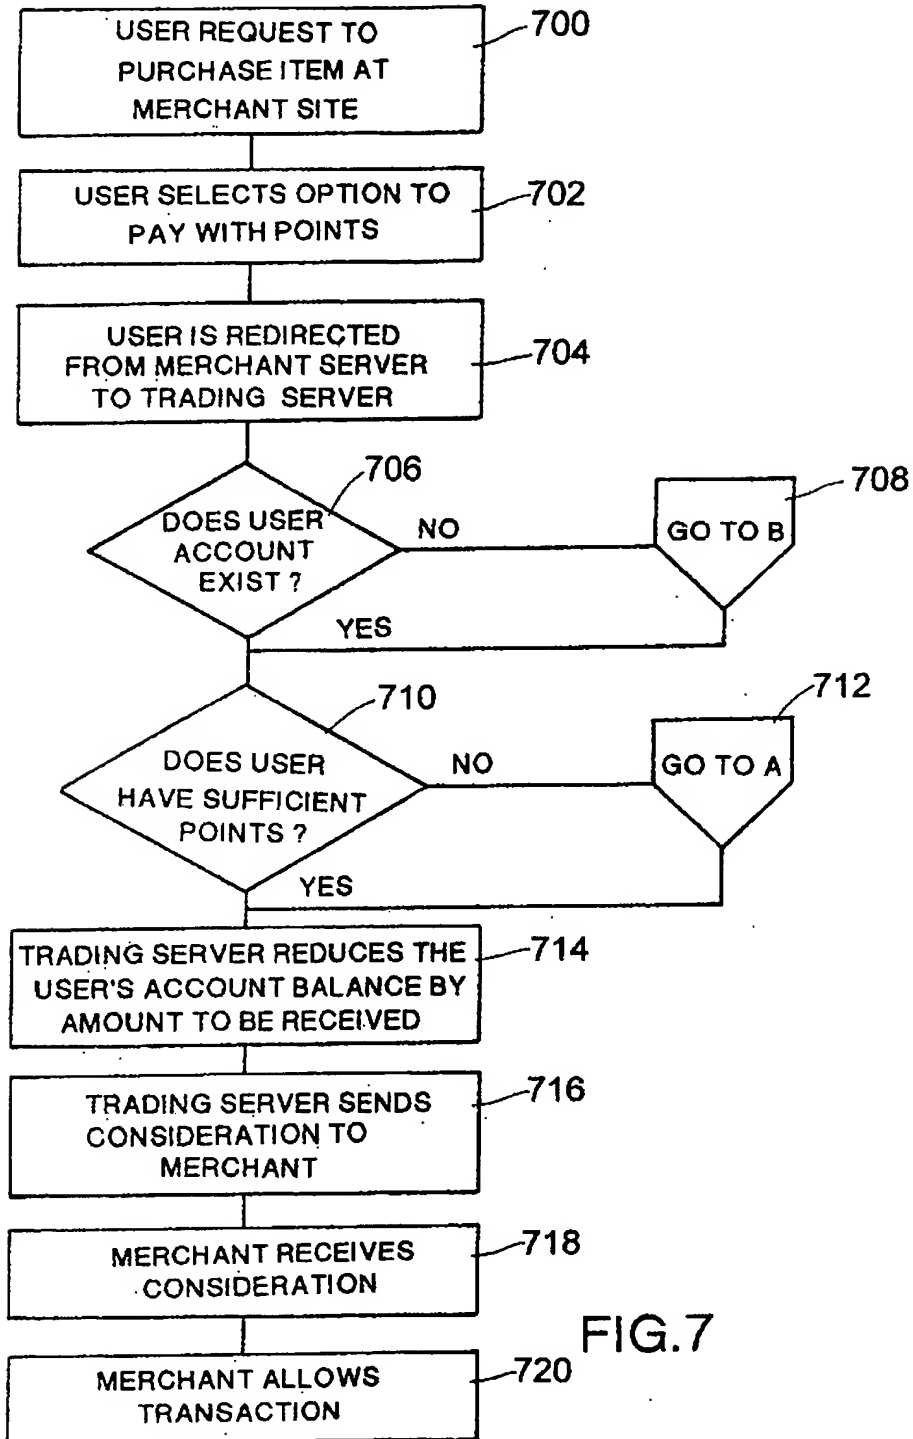 USER REQUEST TO
PURCHASE ITEM AT
MERCHANT SITE
700
USER SELECTS OPTION TO
PAY WITH POINTS
702
USER IS REDIRECTED
FROM MERCHANT SERVER
TO TRADING SERVER
704
DOES USER
ACCOUNT
EXIST ?
706
NO
GO TO B
708
YES
DOES USER
HAVE SUFFICIENT
POINTS ?
710
NO
GO TO A
712
YES
TRADING SERVER REDUCES THE
USER'S ACCOUNT BALANCE BY
AMOUNT TO BE RECEIVED
714
TRADING SERVER SENDS
CONSIDERATION TO
MERCHANT
716
MERCHANT RECEIVES
CONSIDERATION
718
MERCHANT ALLOWS
TRANSACTION
720
FIG.7